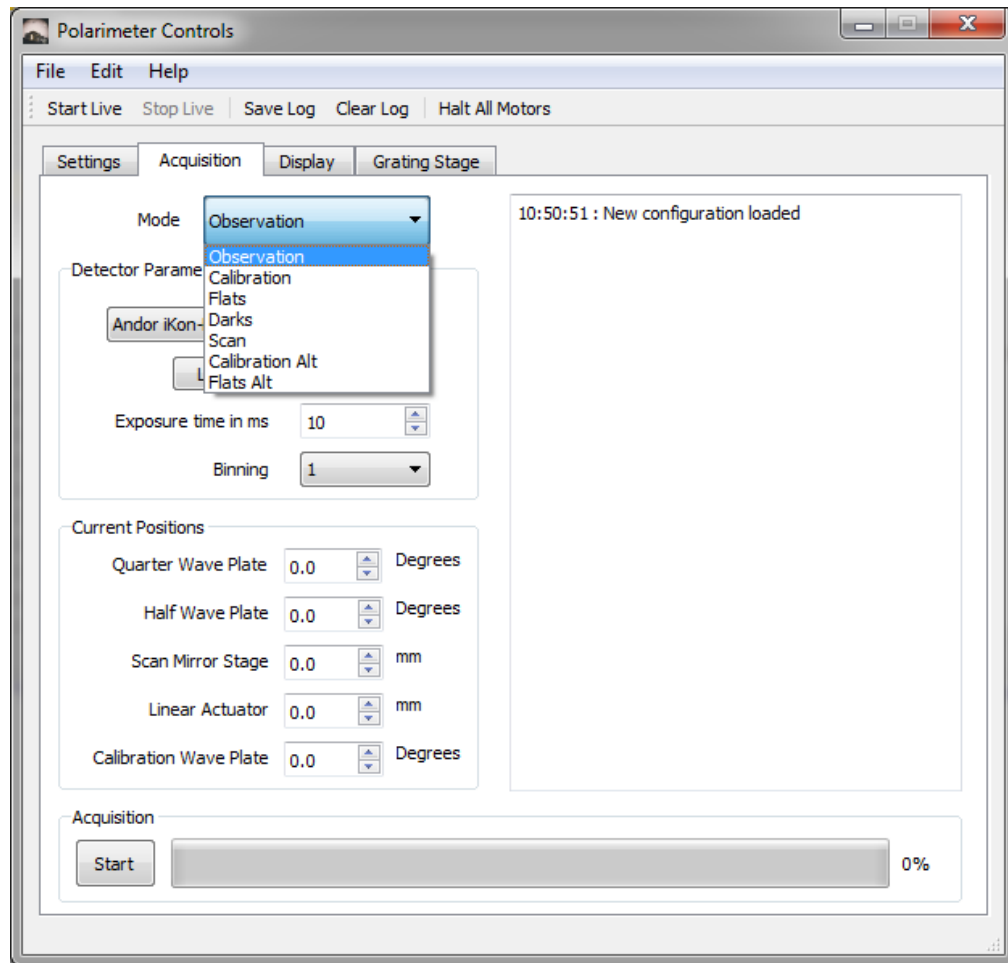 Polarimeter Controls
File Edit Help
Start Live Stop Live Save Log Clear Log Halt All Motors
Settings Acquisition Display Grating Stage
Mode Observation
Observation
Calibration
Flats
Darks
Scan
Calibration Alt
Flats Alt
Detector Parame
Andor iKon-
L
Exposure time in ms 10
Binning 1
Current Positions
Quarter Wave Plate 0.0 Degrees
Half Wave Plate 0.0 Degrees
Scan Mirror Stage 0.0 mm
Linear Actuator 0.0 mm
Calibration Wave Plate 0.0 Degrees
10:50:51 : New configuration loaded
Acquisition
Start 0%